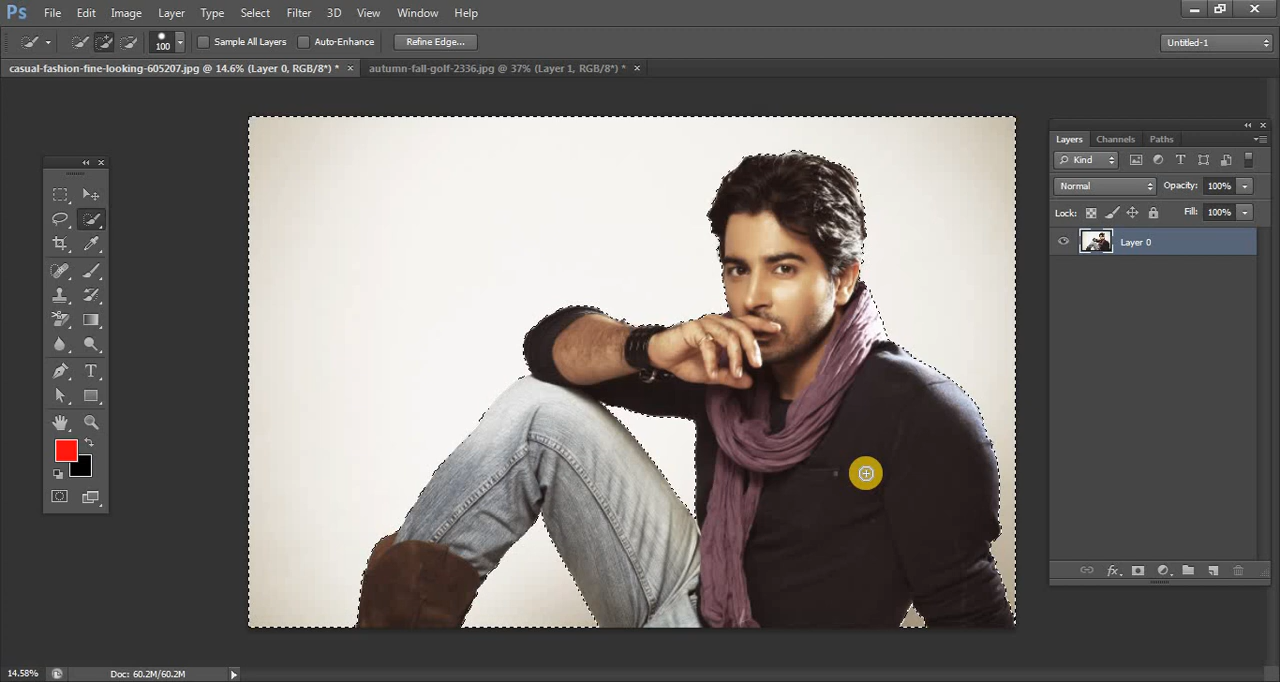 Ps File Edit Image Layer Type Select Filter 3D View Window Help
100 Sample All Layers Auto-Enhance Refine Edge... Untitled-1
casual-fashion-fine-looking-605207.jpg @ 14.6% (Layer 0, RGB/8*) * × autumn-fall-golf-2336.jpg @ 37% (Layer 1, RGB/8*) * ×
Layers Channels Paths
Kind T
Normal Opacity: 100%
Lock: Fill: 100%
Layer 0
T
fx
14.58% Doc: 60.2M/60.2M